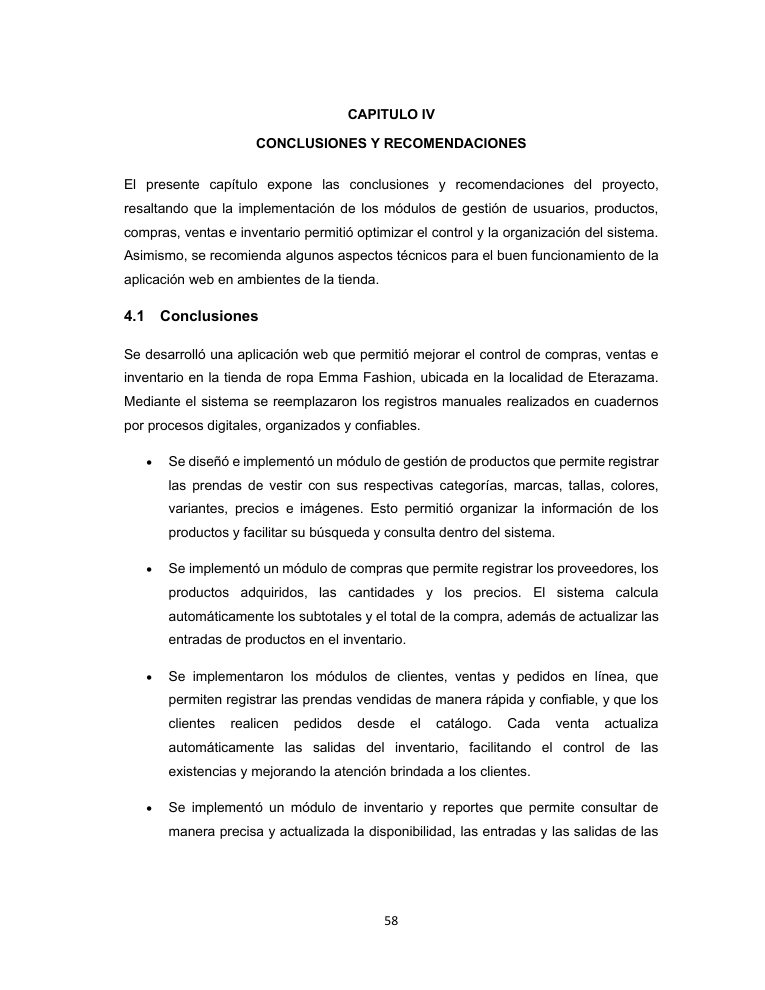 CAPITULO IV
CONCLUSIONES Y RECOMENDACIONES
El presente capítulo expone las conclusiones y recomendaciones del proyecto,
resaltando que la implementación de los módulos de gestión de usuarios, productos,
compras, ventas e inventario permitió optimizar el control y la organización del sistema.
Asimismo, se recomienda algunos aspectos técnicos para el buen funcionamiento de la
aplicación web en ambientes de la tienda.
4.1 Conclusiones
Se desarrolló una aplicación web que permitió mejorar el control de compras, ventas e
inventario en la tienda de ropa Emma Fashion, ubicada en la localidad de Eterazama.
Mediante el sistema se reemplazaron los registros manuales realizados en cuadernos
por procesos digitales, organizados y confiables.
• Se diseñó e implementó un módulo de gestión de productos que permite registrar
las prendas de vestir con sus respectivas categorías, marcas, tallas, colores,
variantes, precios e imágenes. Esto permitió organizar la información de los
productos y facilitar su búsqueda y consulta dentro del sistema.
• Se implementó un módulo de compras que permite registrar los proveedores, los
productos adquiridos, las cantidades y los precios. El sistema calcula
automáticamente los subtotales y el total de la compra, además de actualizar las
entradas de productos en el inventario.
• Se implementaron los módulos de clientes, ventas y pedidos en línea, que
permiten registrar las prendas vendidas de manera rápida y confiable, y que los
clientes realicen pedidos desde el catálogo. Cada venta actualiza
automáticamente las salidas del inventario, facilitando el control de las
existencias y mejorando la atención brindada a los clientes.
• Se implementó un módulo de inventario y reportes que permite consultar de
manera precisa y actualizada la disponibilidad, las entradas y las salidas de las
58